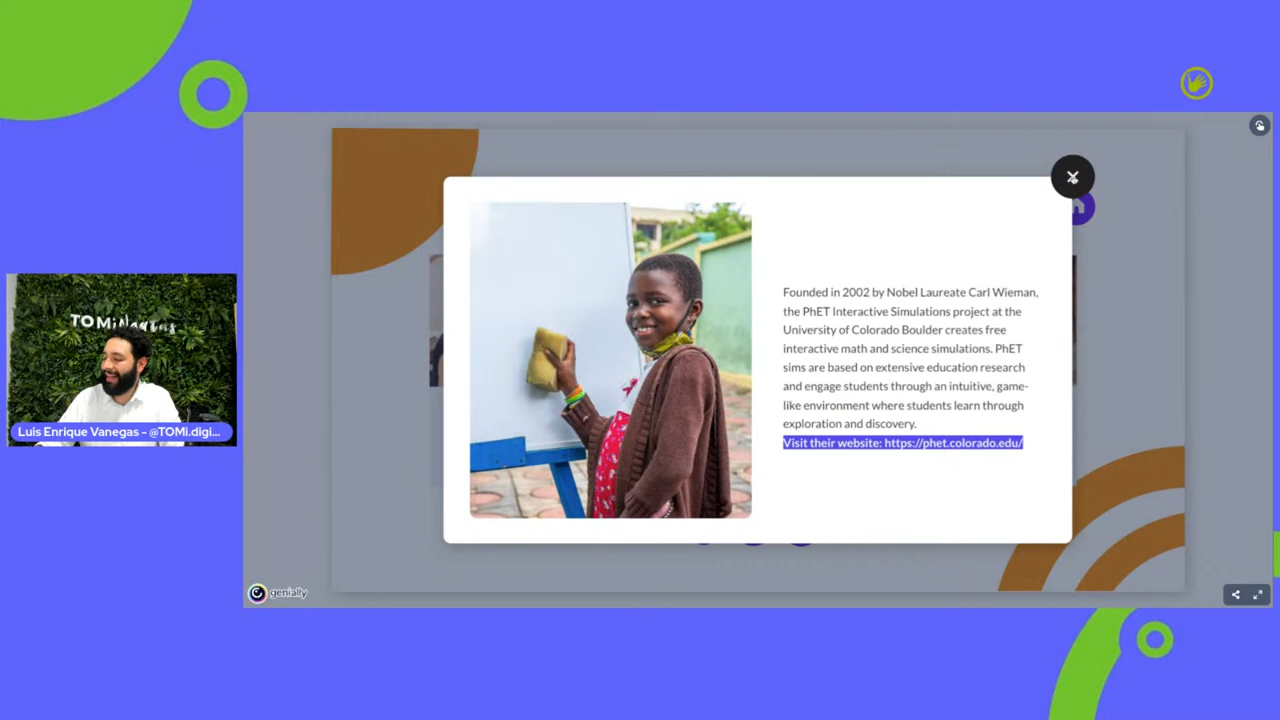 TOMi
Luis Enrique Vanegas - @TOMi.digi...
Founded in 2002 by Nobel Laureate Carl Wieman,
the PhET Interactive Simulations project at the
University of Colorado Boulder creates free
interactive math and science simulations. PhET
sims are based on extensive education research
and engage students through an intuitive, game-
like environment where students learn through
exploration and discovery.
Visit their website: https://phet.colorado.edu/
genially